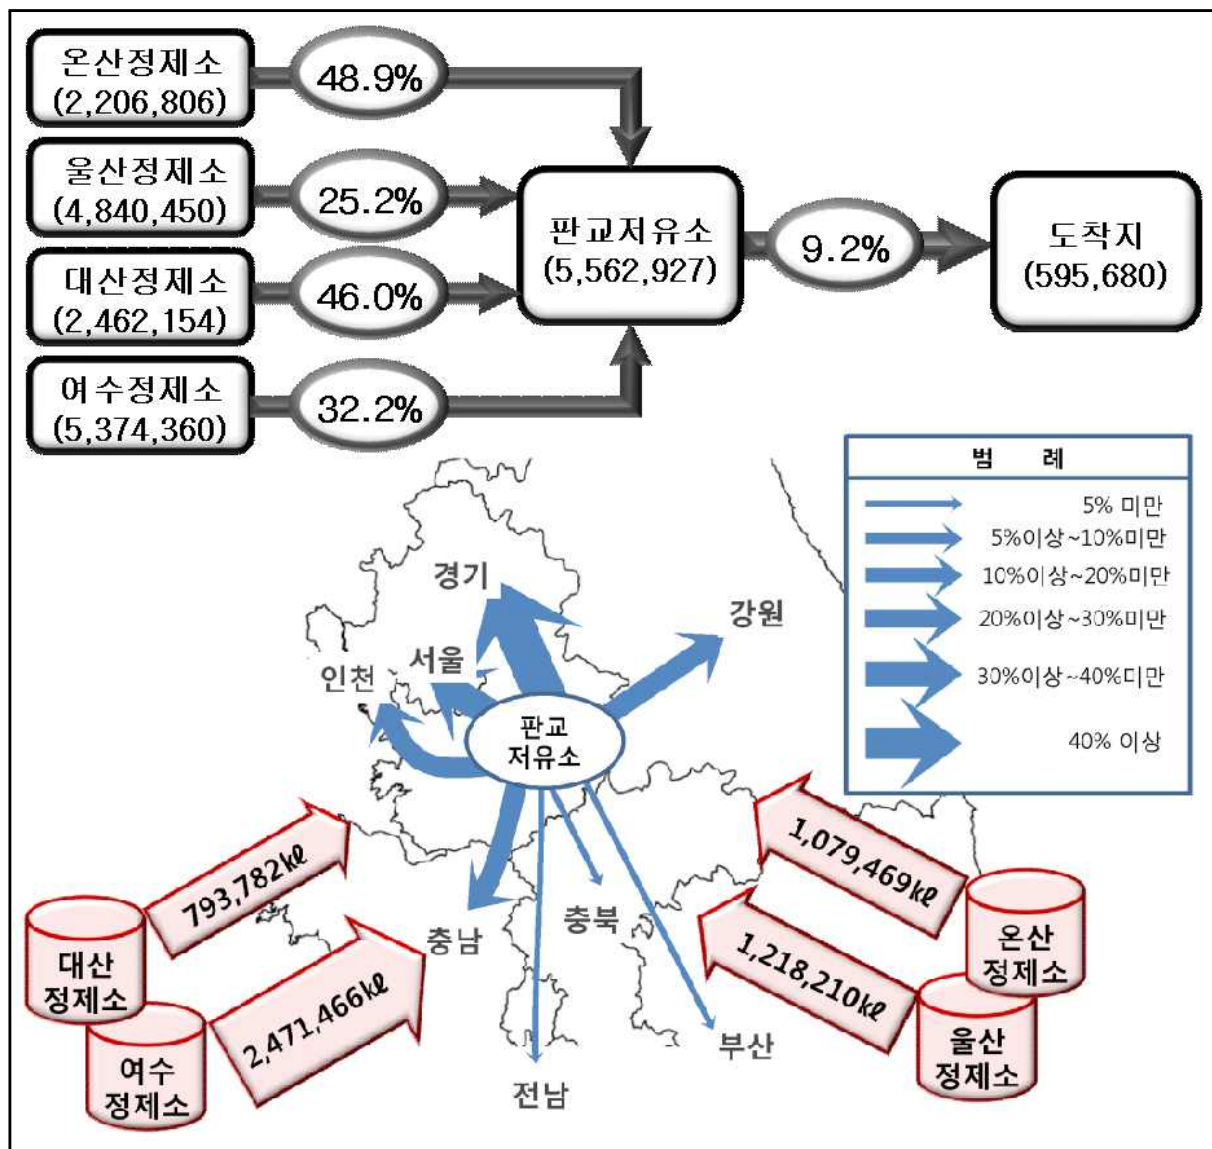 온산정제소
(2,206,806)
48.9%
울산정제소
(4,840,450)
25.2%
대산정제소
(2,462,154)
46.0%
여수정제소
(5,374,360)
32.2%
판교저유소
(5,562,927)
9.2%
도착지
(595,680)
범 례
5% 미만
5%이상~10%미만
10%이상~20%미만
20%이상~30%미만
30%이상~40%미만
40% 이상
경기
강원
서울
인천
판교
저유소
793,782㎘
1,079,469㎘
대산
정제소
2,471,466㎘
충남
충북
1,218,210㎘
온산
정제소
여수
정제소
전남
부산
울산
정제소